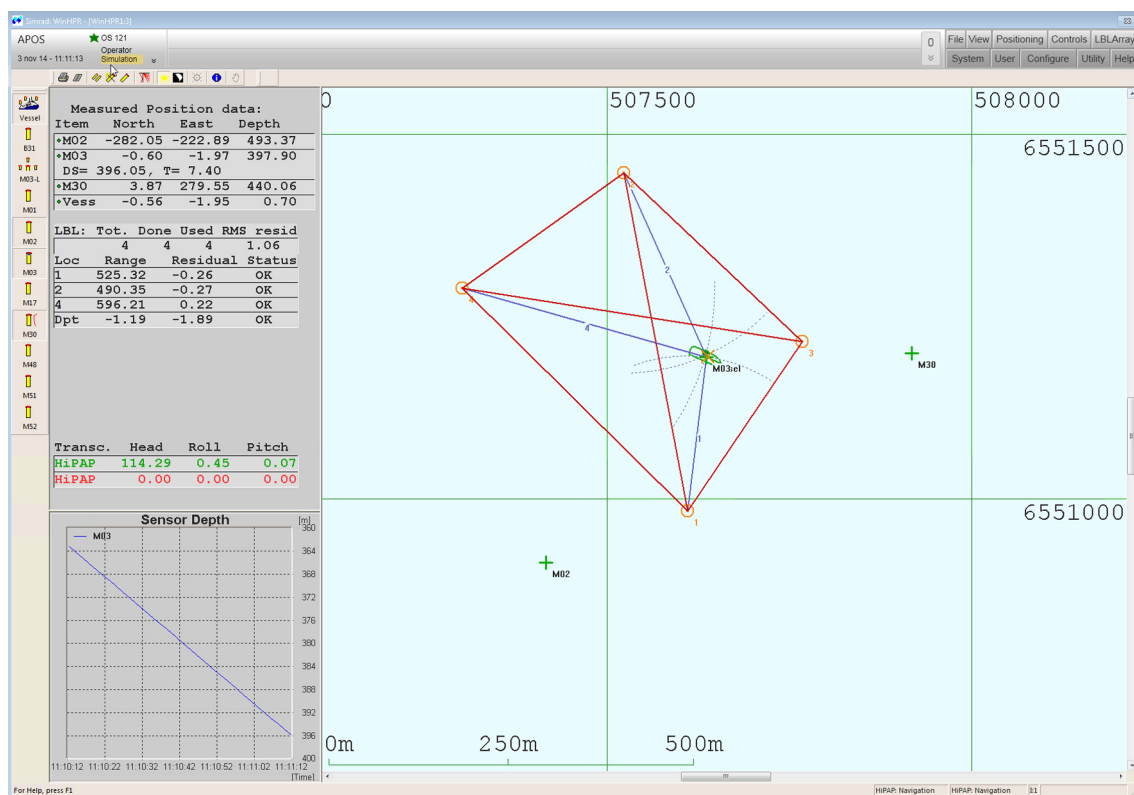 Simrad: WinHPR - [WinHPR1:3]
APOS
OS 121
Operator
3 nov 14 - 11:11:13
Simulation
0
File View Positioning Controls LBLArray
System User Configure Utility Help
Vessel
B31
M03-L
M01
M02
M03
M17
M30
M48
M51
M52
Measured Position data:
Item North East Depth
M02 -282.05 -222.89 493.37
M03 -0.60 -1.97 397.90
DS= 396.05, T= 7.40
M30 3.87 279.55 440.06
Vess -0.56 -1.95 0.70
LBL: Tot. Done Used RMS resid
4 4 4 1.06
Loc Range Residual Status
1 525.32 -0.26 OK
2 490.35 -0.27 OK
4 596.21 0.22 OK
Dpt -1.19 -1.89 OK
Transc. Head Roll Pitch
HiPAP 114.29 0.45 0.07
HiPAP 0.00 0.00 0.00
Sensor Depth
[m]
M03
360
364
368
372
376
380
384
388
392
396
400
11:10:12 11:10:22 11:10:32 11:10:42 11:10:52 11:11:02 11:11:12
[Time]
0 507500 508000
6551500
2
2
4
4
3
M30
1
6551000
1
M02
0m 250m 500m
For Help, press F1
HiPAP: Navigation HiPAP: Navigation 1:1